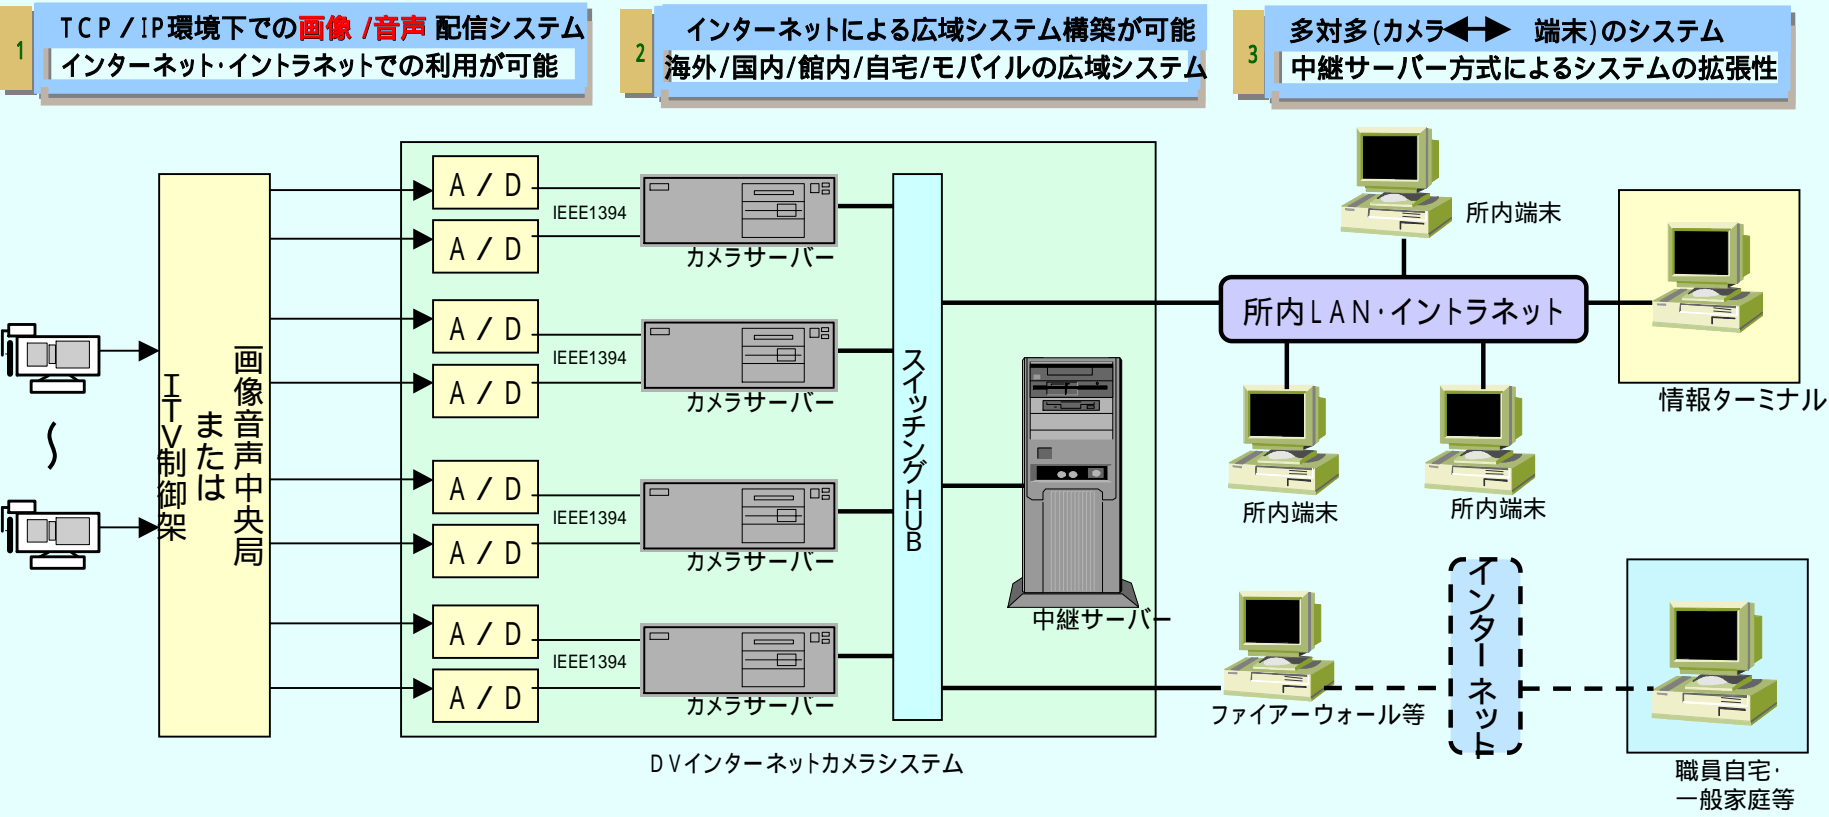 1
TCP/IP環境下での画像/音声 配信システム
インターネット･イントラネットでの利用が可能
2
インターネットによる広域システム構築が可能
海外/国内/館内/自宅/モバイルの広域システム
3
多対多(カメラ 端末)のシステム
中継サーバー方式によるシステムの拡張性
画像音声中央局
または
ITV制御架
A/D
A/D
IEEE1394
カメラサーバー
A/D
A/D
IEEE1394
カメラサーバー
A/D
A/D
IEEE1394
カメラサーバー
A/D
A/D
IEEE1394
カメラサーバー
スイッチングHUB
中継サーバー
DVインターネットカメラシステム
所内端末
所内LAN･イントラネット
情報ターミナル
所内端末
所内端末
ファイアーウォール等
インターネット
職員自宅･
一般家庭等